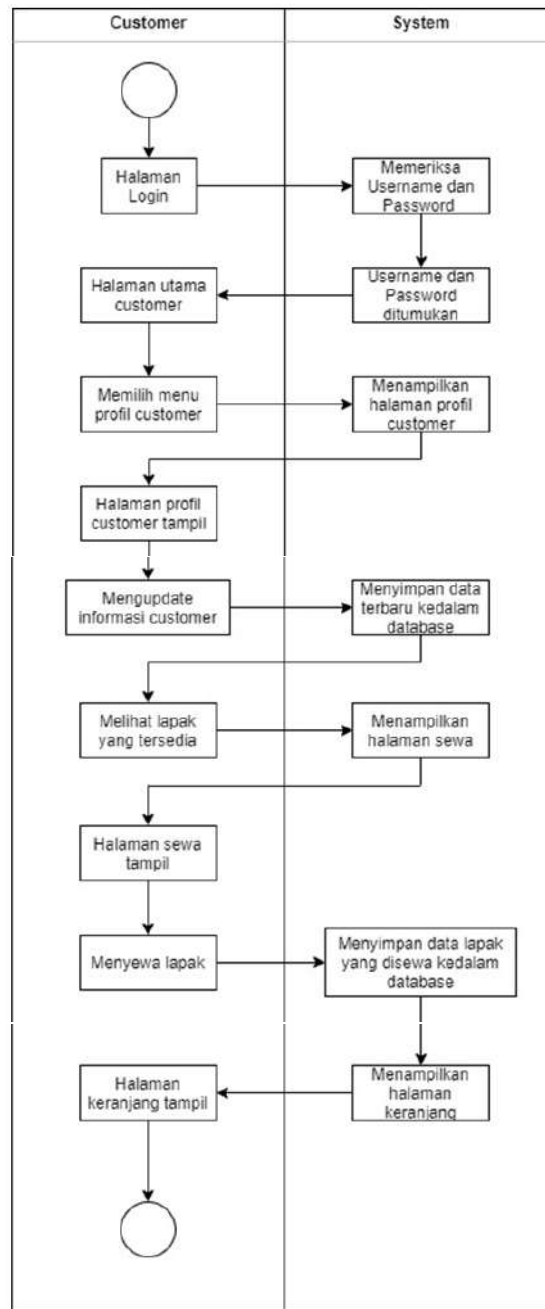 Customer
System
Halaman
Login
Memeriksa
Username dan
Password
Halaman utama
customer
Username dan
Password
ditumukan
Memilih menu
profil customer
Menampilkan
halaman profil
customer
Halaman profil
customer tampil
Mengupdate
informasi customer
Menyimpan data
terbaru kedalam
database
Melihat lapak
yang tersedia
Menampilkan
halaman sewa
Halaman sewa
tampil
Menyewa lapak
Menyimpan data lapak
yang disewa kedalam
database
Halaman
keranjang tampil
Menampilkan
halaman
keranjang